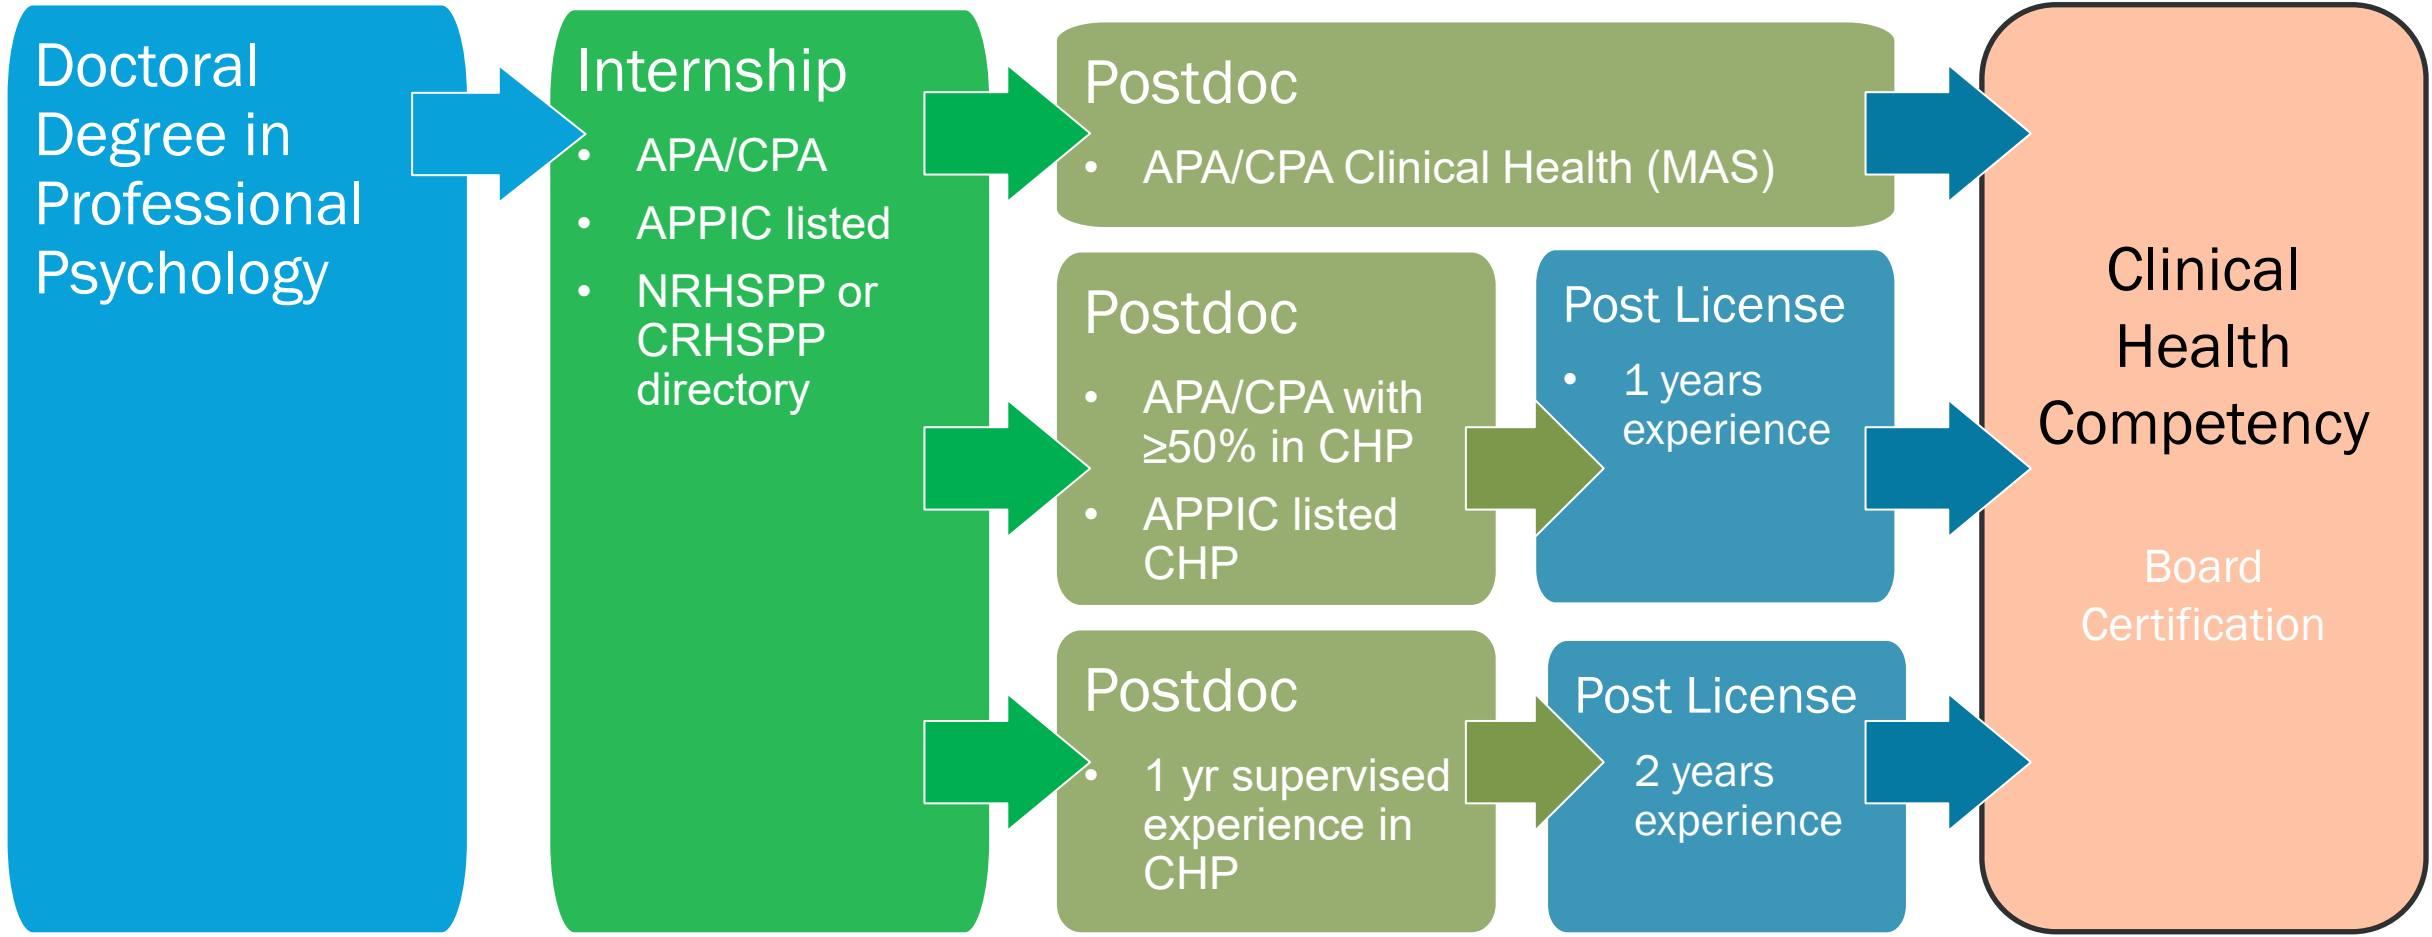 Doctoral
Degree in
Professional
Psychology
Internship
• APA/CPA
• APPIC listed
• NRHSPP or
CRHSPP
directory
Postdoc
• APA/CPA Clinical Health (MAS)
Postdoc
• APA/CPA with
≥50% in CHP
• APPIC listed
CHP
Post License
• 1 years
experience
Postdoc
• 1 yr supervised
experience in
CHP
Post License
2 years
experience
Clinical
Health
Competency
Board
Certification